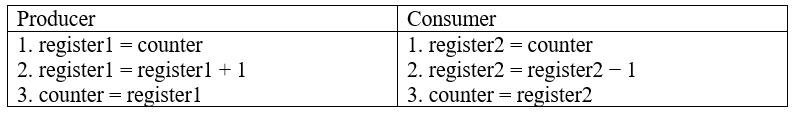 Producer
Consumer
1. register1 = counter
2. register1 = register1 + 1
3. counter = register1
1. register2 = counter
2. register2 = register2 − 1
3. counter = register2